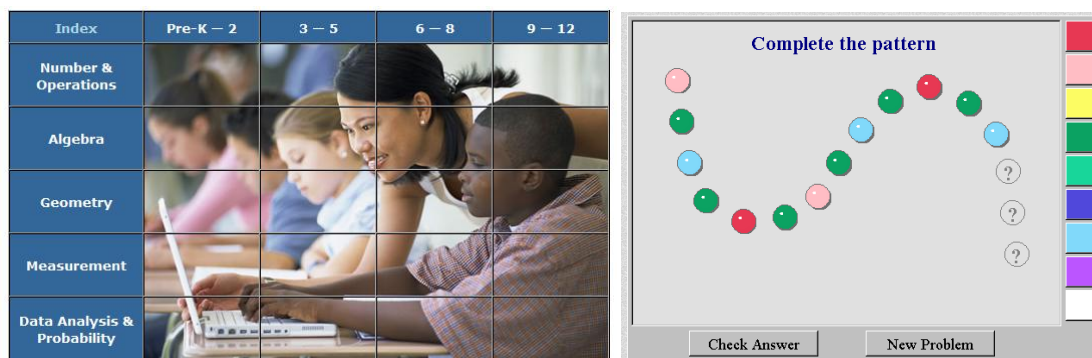 Index
Pre-K — 2
3 — 5
6 — 8
9 — 12
Number &
Operations
Algebra
Geometry
Measurement
Data Analysis &
Probability
Complete the pattern
?
?
?
Check Answer
New Problem